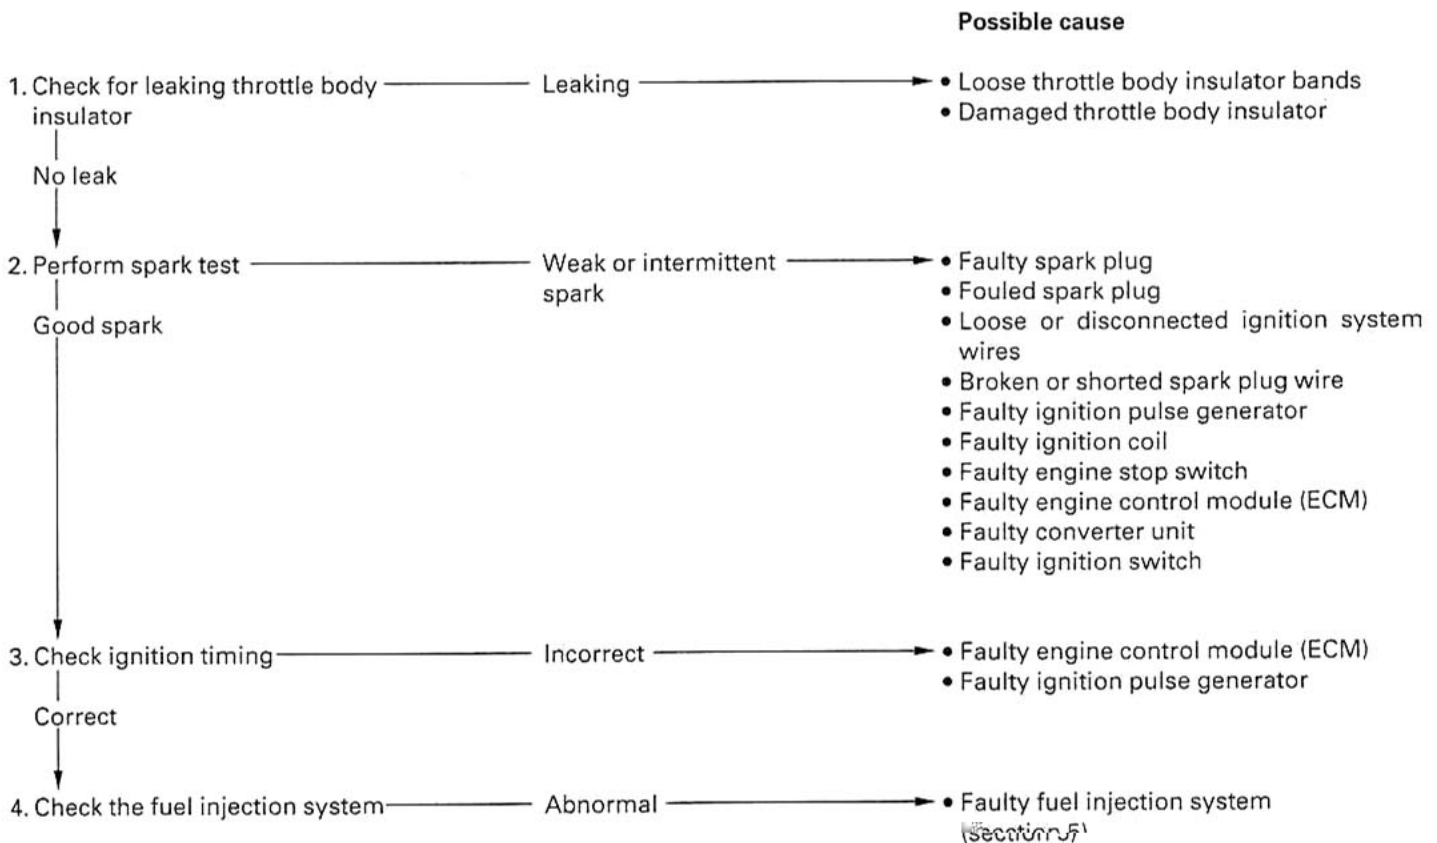 Possible cause
1. Check for leaking throttle body
insulator
Leaking
• Loose throttle body insulator bands
• Damaged throttle body insulator
No leak
2. Perform spark test
Weak or intermittent
spark
• Faulty spark plug
• Fouled spark plug
• Loose or disconnected ignition system
wires
• Broken or shorted spark plug wire
• Faulty ignition pulse generator
• Faulty ignition coil
• Faulty engine stop switch
• Faulty engine control module (ECM)
• Faulty converter unit
• Faulty ignition switch
Good spark
3. Check ignition timing
Incorrect
• Faulty engine control module (ECM)
• Faulty ignition pulse generator
Correct
4. Check the fuel injection system
Abnormal
• Faulty fuel injection system